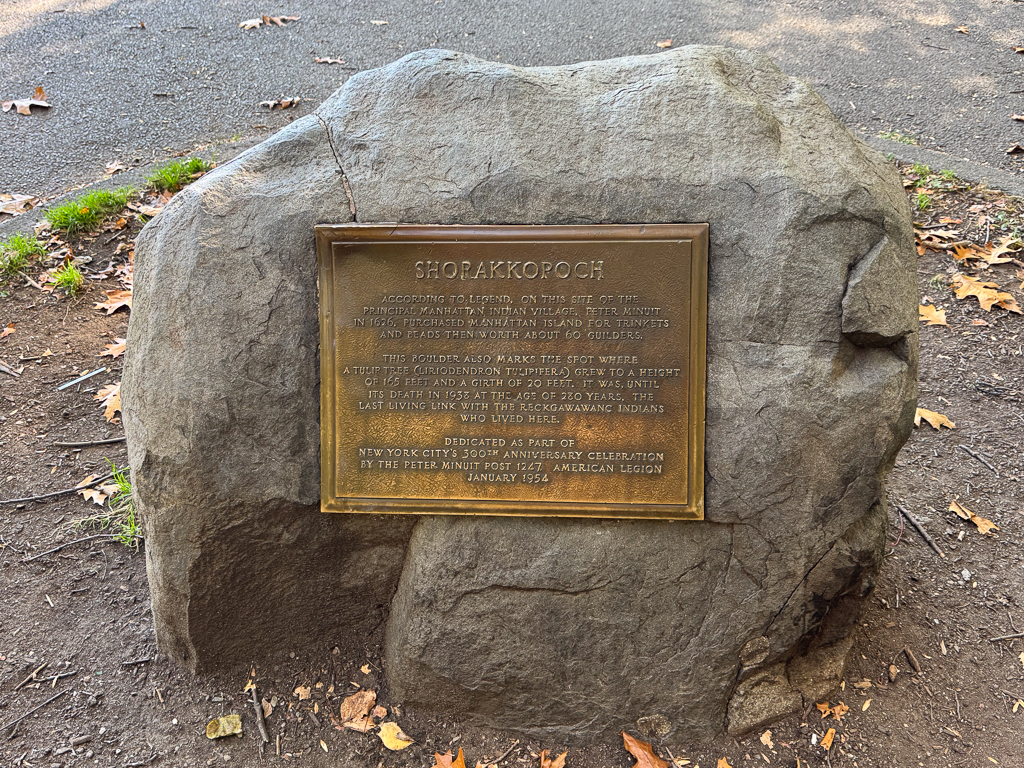 SHORAKKOPOCH
ACCORDING TO LEGEND, ON THIS SITE OF THE
PRINCIPAL MANHATTAN INDIAN VILLAGE, PETER MINUIT
IN 1626, PURCHASED MANHATTAN ISLAND FOR TRINKETS
AND BEADS THEN WORTH ABOUT 60 GUILDERS.
THIS BOULDER ALSO MARKS THE SPOT WHERE
A TULIP TREE (LIRIODENDRON TULIPIFERA) GREW TO A HEIGHT
OF 165 FEET AND A GIRTH OF 20 FEET. IT WAS, UNTIL
ITS DEATH IN 1938 AT THE AGE OF 280 YEARS, THE
LAST LIVING LINK WITH THE RECKGAWAWANC INDIANS
WHO LIVED HERE.
DEDICATED AS PART OF
NEW YORK CITY'S 300TH ANNIVERSARY CELEBRATION
BY THE PETER MINUIT POST 1247, AMERICAN LEGION
JANUARY 1954